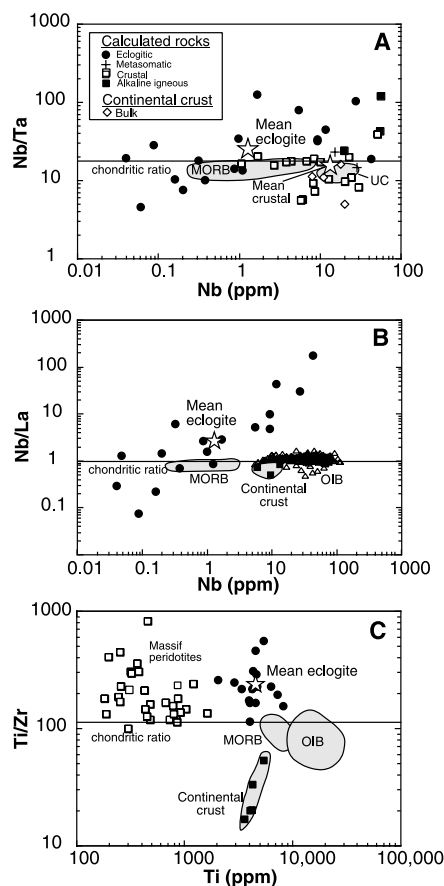 A
Calculated rocks
Eclogitic
Metasomatic
Crustal
Alkaline igneous
Continental crust
Bulk
1000
100
10
1
Nb/Ta
Mean
eclogite
chondritic ratio
MORB
Mean
crustal
UC
0.01
0.1
1
10
100
Nb (ppm)
B
1000
100
10
1
0.1
Nb/La
Mean
eclogite
chondritic ratio
MORB
Continental
crust
OIB
0.01
0.1
1
10
100
1000
Nb (ppm)
C
1000
100
10
Ti/Zr
Massif
peridotites
Mean eclogite
chondritic ratio
MORB
OIB
Continental
crust
100
1000
10,000
100,000
Ti (ppm)